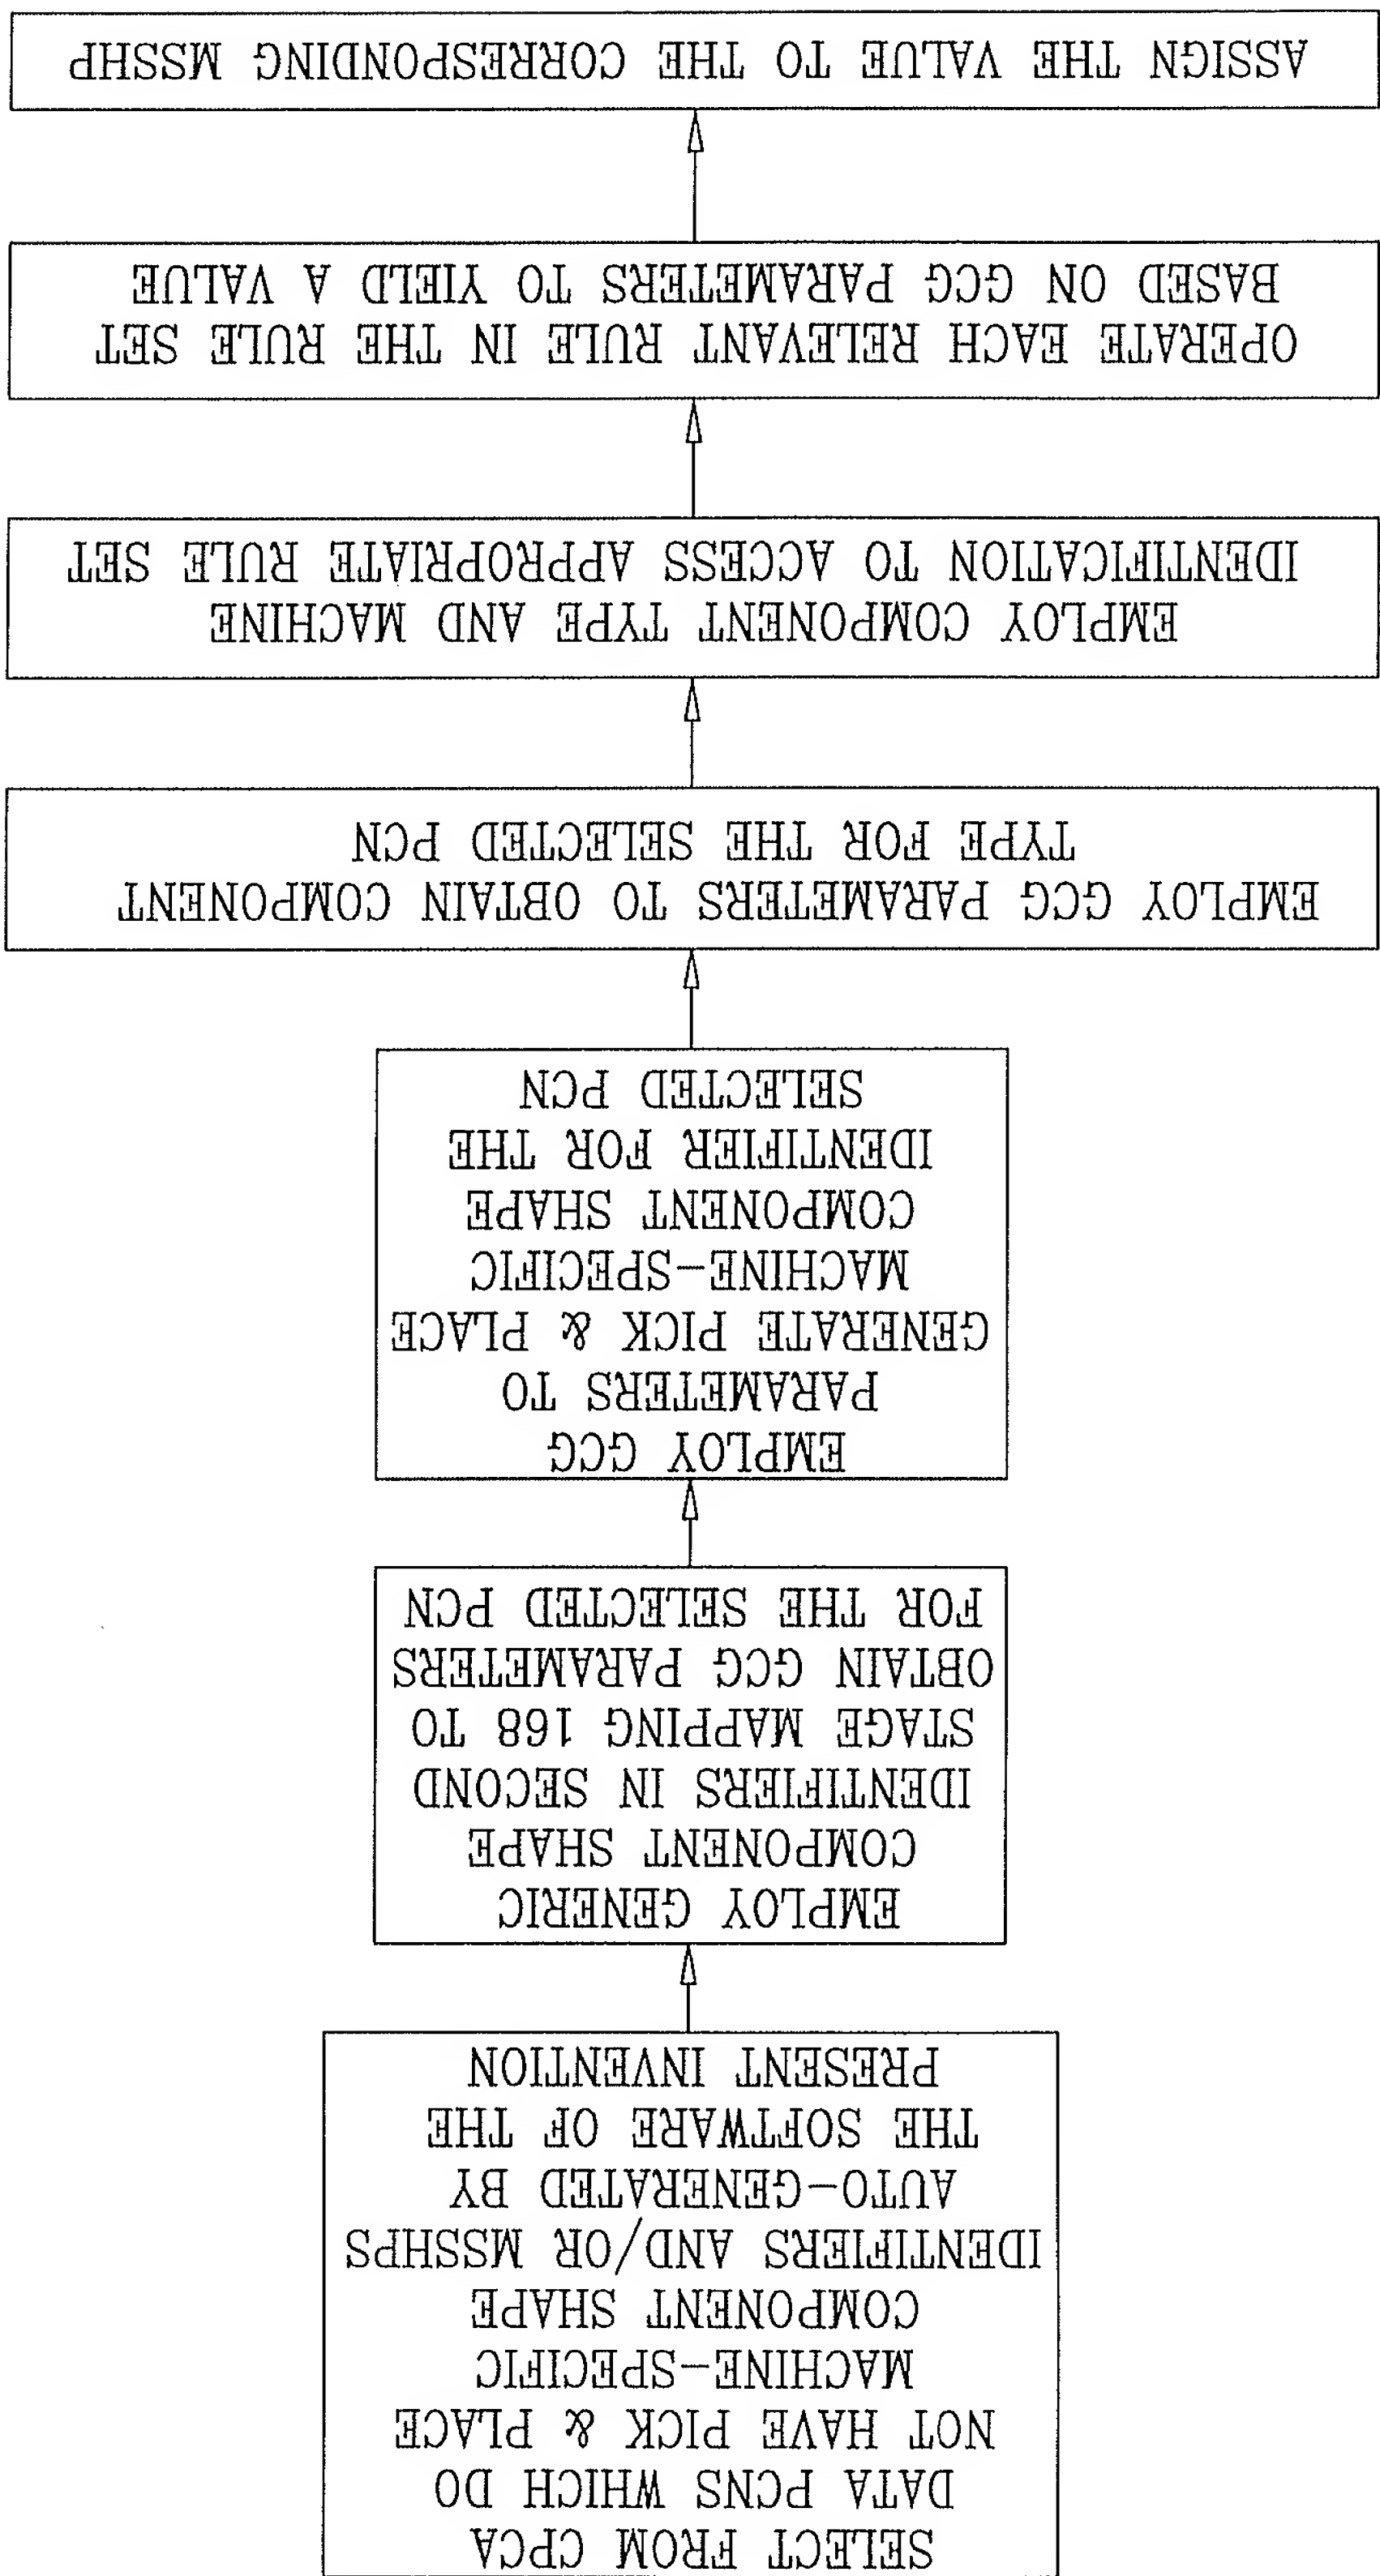 SELECT FROM CPCA
DATA PCNS WHICH DO
NOT HAVE PICK & PLACE
MACHINE-SPECIFIC
COMPONENT SHAPE
IDENTIFIERS AND/OR MSSHPS
AUTO-GENERATED BY
THE SOFTWARE OF THE
PRESENT INVENTION
EMPLOY GENERIC
COMPONENT SHAPE
IDENTIFIERS IN SECOND
STAGE MAPPING 168 TO
OBTAIN GCG PARAMETERS
FOR THE SELECTED PCN
EMPLOY GCG
PARAMETERS TO
GENERATE PICK & PLACE
MACHINE-SPECIFIC
COMPONENT SHAPE
IDENTIFIER FOR THE
SELECTED PCN
EMPLOY GCG PARAMETERS TO OBTAIN COMPONENT
TYPE FOR THE SELECTED PCN
EMPLOY COMPONENT TYPE AND MACHINE
IDENTIFICATION TO ACCESS APPROPRIATE RULE SET
OPERATE EACH RELEVANT RULE IN THE RULE SET
BASED ON GCG PARAMETERS TO YIELD A VALUE
ASSIGN THE VALUE TO THE CORRESPONDING MSSHP